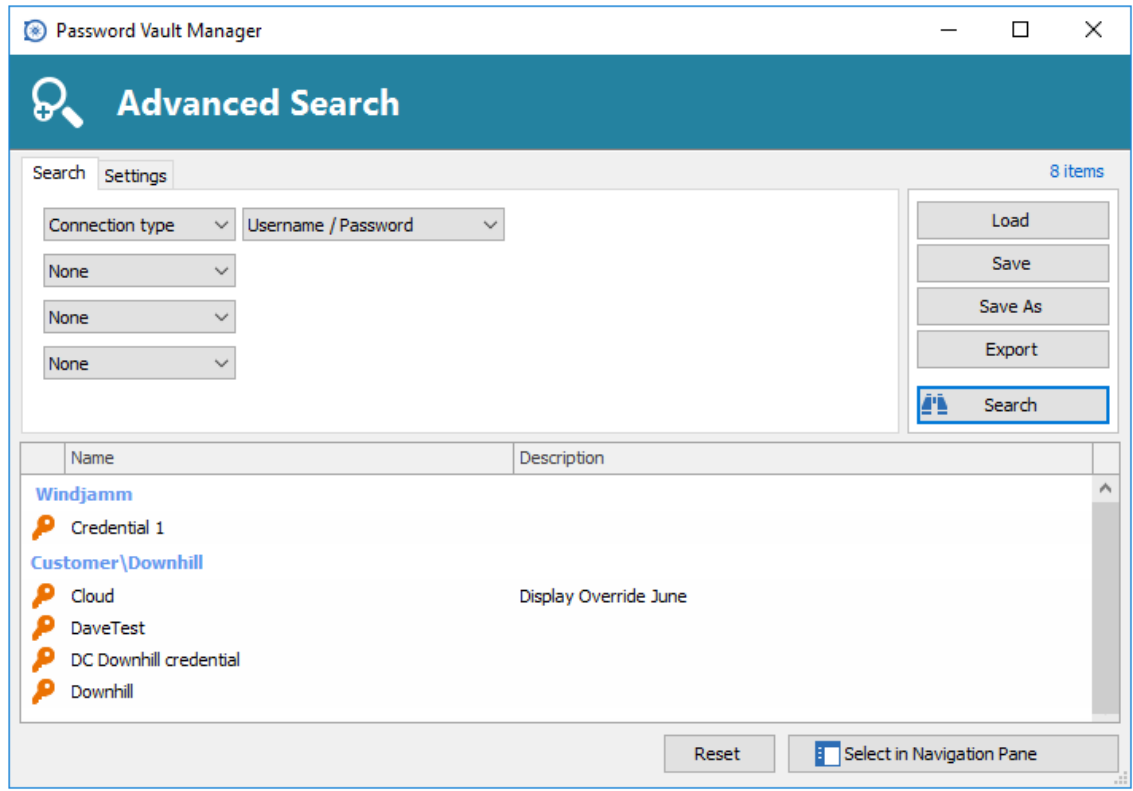 Password Vault Manager
Advanced Search
Search Settings 8 items
Connection type Username / Password Load
None Save
None Save As
None Export
Search
Name Description
Windjamm
Credential 1
Customer\Downhill
Cloud Display Override June
DaveTest
DC Downhill credential
Downhill
Reset Select in Navigation Pane